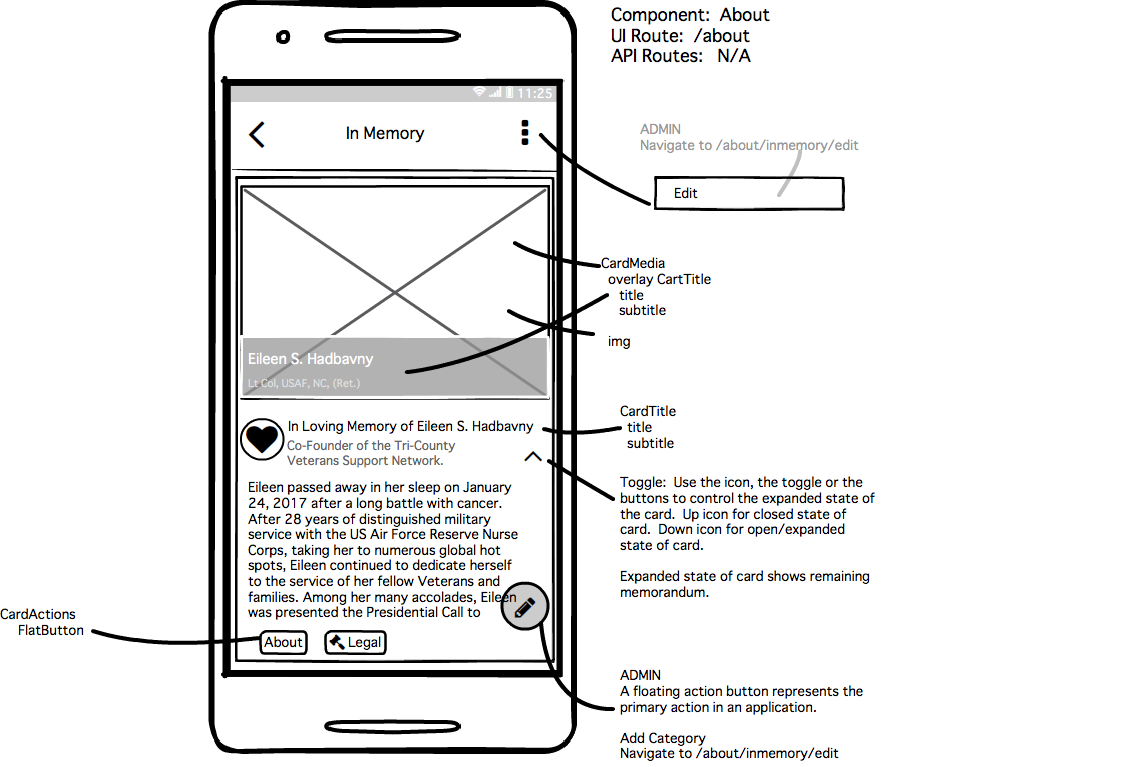 Component: About
UI Route: /about
API Routes: N/A
11:25
In Memory
ADMIN
Navigate to /about/inmemory/edit
Edit
CardMedia
overlay CartTitle
title
subtitle
img
Eileen S. Hadbavny
Lt Col, USAF, NC, (Ret.)
In Loving Memory of Eileen S. Hadbavny
Co-Founder of the Tri-County
Veterans Support Network.
CardTitle
title
subtitle
Toggle: Use the icon, the toggle or the
buttons to control the expanded state of
the card. Up icon for closed state of
card. Down icon for open/expanded
state of card.
Expanded state of card shows remaining
memorandum.
Eileen passed away in her sleep on January
24, 2017 after a long battle with cancer.
After 28 years of distinguished military
service with the US Air Force Reserve Nurse
Corps, taking her to numerous global hot
spots, Eileen continued to dedicate herself
to the service of her fellow Veterans and
families. Among her many accolades, Eileen
was presented the Presidential Call to
CardActions
FlatButton
About
Legal
ADMIN
A floating action button represents the
primary action in an application.
Add Category
Navigate to /about/inmemory/edit